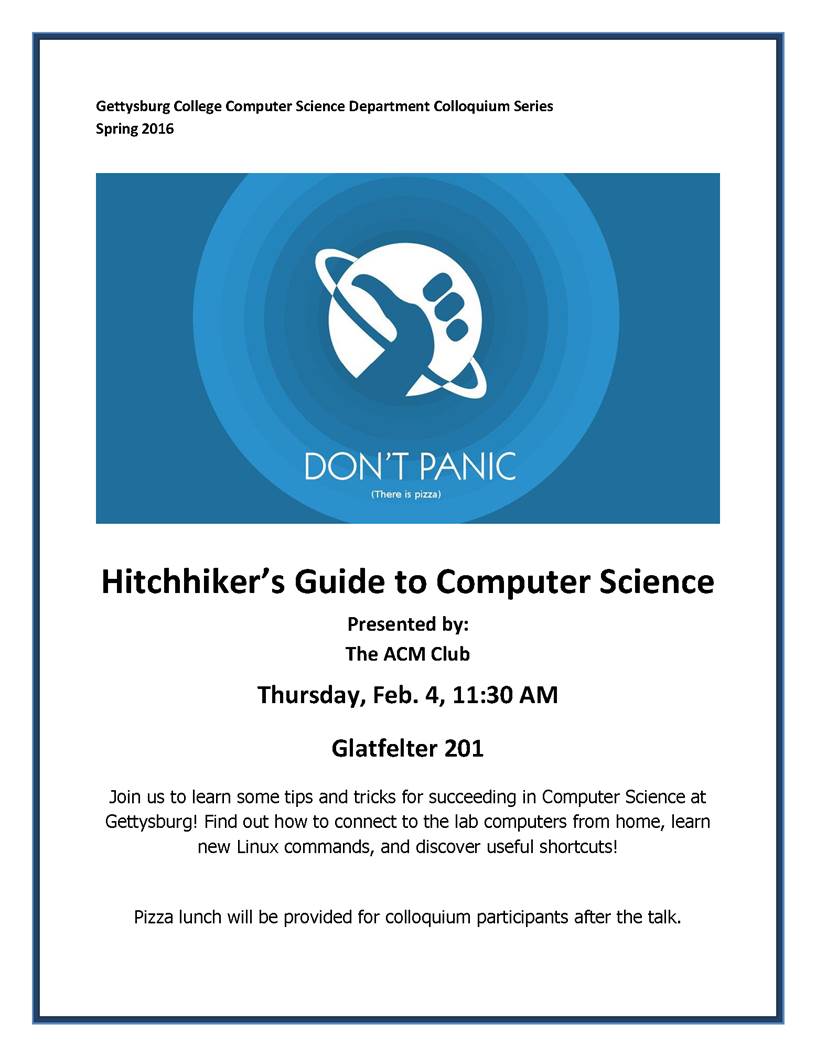 Gettysburg College Computer Science Department Colloquium Series
Spring 2016
DON'T PANIC
(There is pizza)
Hitchhiker’s Guide to Computer Science
Presented by:
The ACM Club
Thursday, Feb. 4, 11:30 AM
Glatfelter 201
Join us to learn some tips and tricks for succeeding in Computer Science at
Gettysburg! Find out how to connect to the lab computers from home, learn
new Linux commands, and discover useful shortcuts!
Pizza lunch will be provided for colloquium participants after the talk.